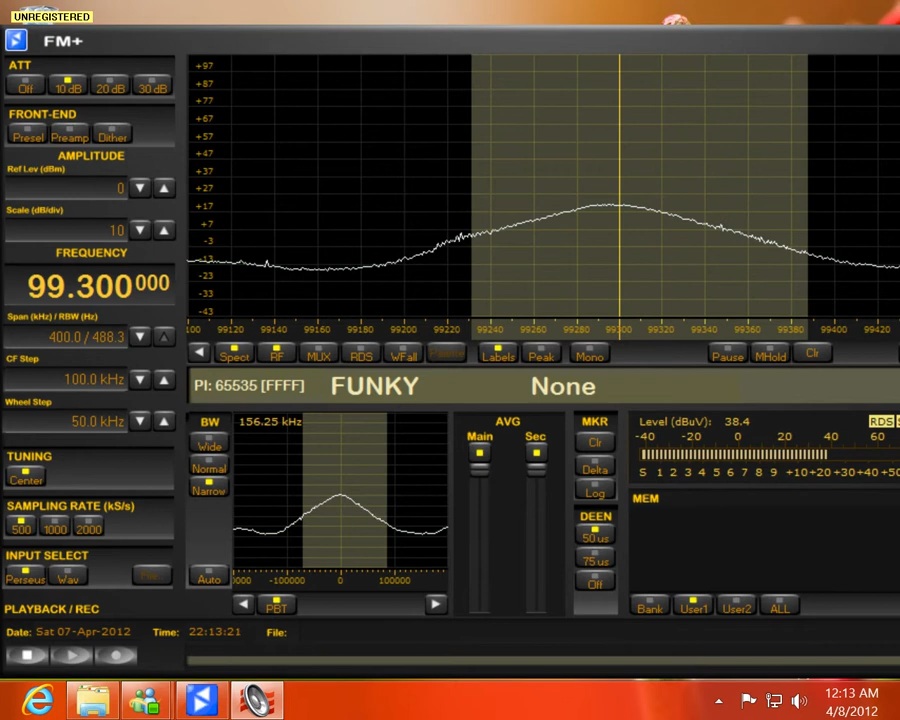 UNREGISTERED
FM+
ATT
Off 10 dB 20 dB 30 dB
FRONT-END
Presel Preamp Dither
AMPLITUDE
Ref Lev (dBm)
0
Scale (dB/div)
10
FREQUENCY
99.300000
Span (kHz) / RBW (Hz)
400.0 / 488.3
CF Step
100.0 kHz
Wheel Step
50.0 kHz
TUNING
Center
SAMPLING RATE (kS/s)
500 1000 2000
INPUT SELECT
Perseus Wav
PLAYBACK / REC
Date: Sat 07-Apr-2012 Time: 22:13:21 File:
+97
+87
+77
+67
+57
+47
+37
+27
+17
+7
-3
-13
-23
-33
-43
100 99120 99140 99160 99180 99200 99220 99240 99260 99280 99300 99320 99340 99360 99380 99400 99420
Spect RF MUX RDS WFall Labels Peak Mono Pause MHold Clr
PI: 65535 [FFFF] FUNKY None
BW
Wide
Normal
Narrow
Auto
156.25 kHz
0000 -100000 0 100000
PBT
AVG
Main Sec
MKR
Clr
Delta
Log
DEEN
50 us
75 us
Off
Level (dBuV): 38.4 RDS S
-40 -20 0 20 40 60
S 1 2 3 4 5 6 7 8 9 +10+20+30+40+50
MEM
Bank User1 User2 ALL
12:13 AM
4/8/2012